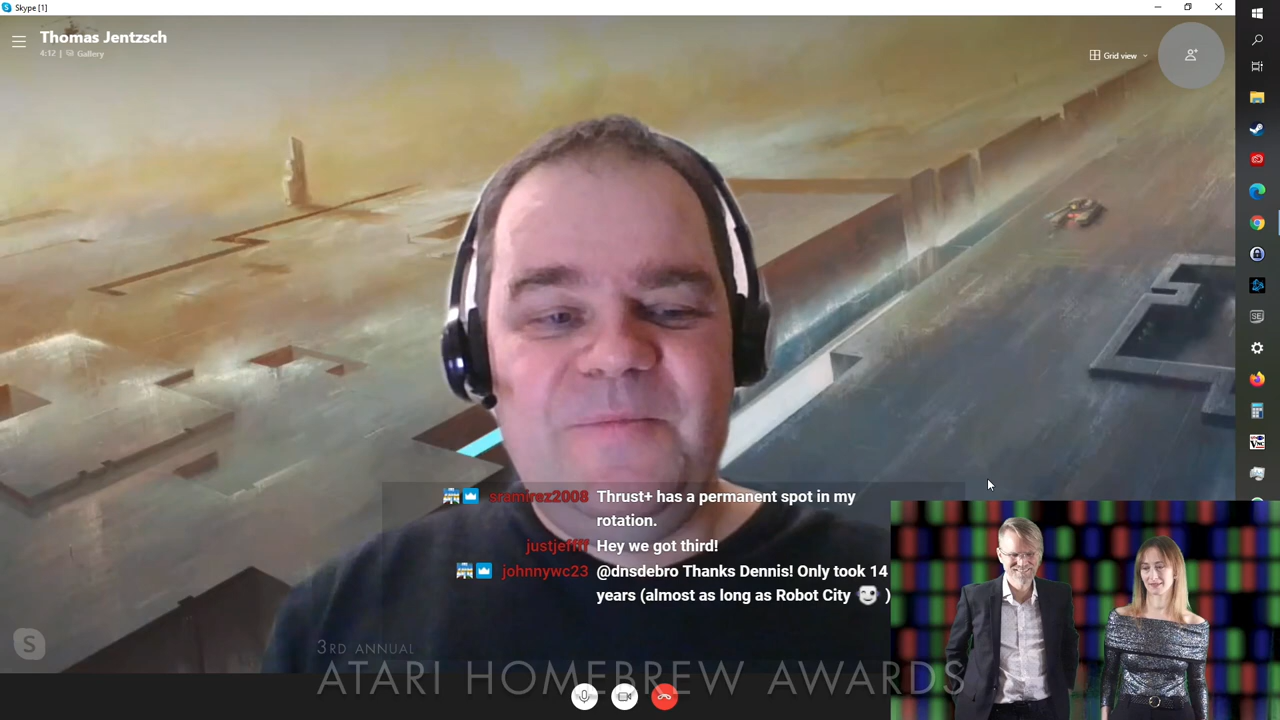 Skype [1]
Thomas Jentzsch
4:12 | Gallery
Grid view
sramirez2008 Thrust+ has a permanent spot in my
rotation.
justjeffff Hey we got third!
johnnywc23 @dnsdebro Thanks Dennis! Only took 14
years (almost as long as Robot City )
3RD ANNUAL
ATARI HOMEBREW AWARDS